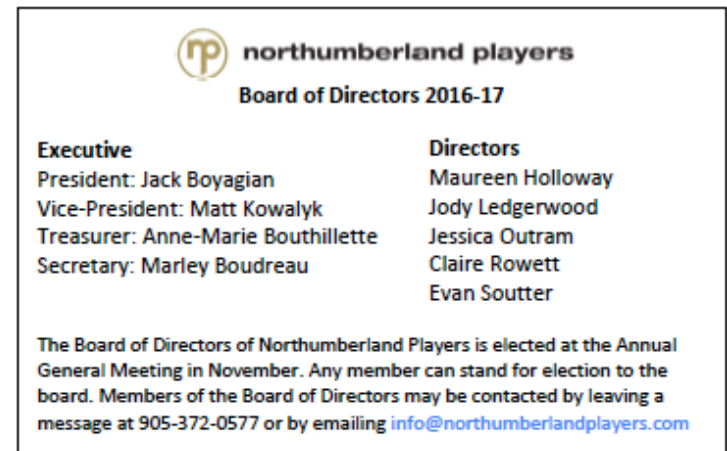 np northumberland players
Board of Directors 2016-17
Executive
President: Jack Boyagian
Vice-President: Matt Kowalyk
Treasurer: Anne-Marie Bouthillette
Secretary: Marley Boudreau
Directors
Maureen Holloway
Jody Ledgerwood
Jessica Outram
Claire Rowett
Evan Soutter
The Board of Directors of Northumberland Players is elected at the Annual
General Meeting in November. Any member can stand for election to the
board. Members of the Board of Directors may be contacted by leaving a
message at 905-372-0577 or by emailing info@northumberlandplayers.com